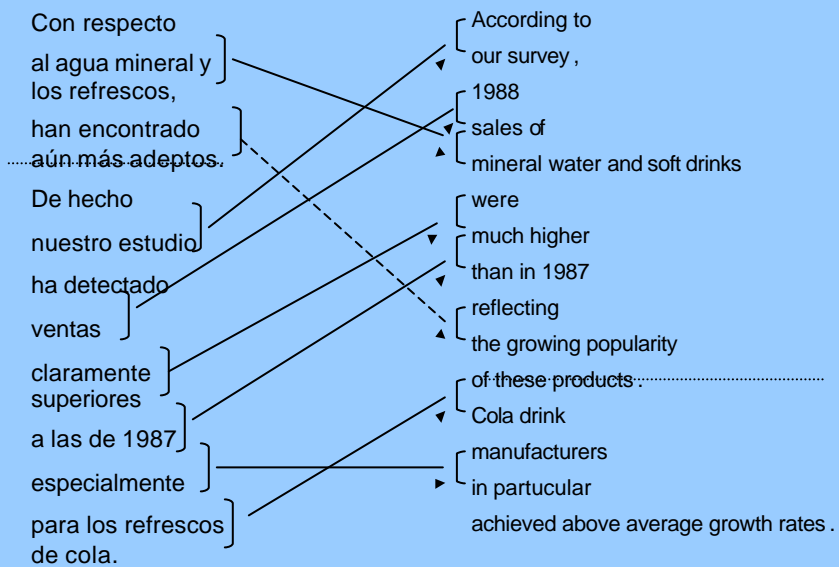 Con respecto
al agua mineral y
los refrescos,
han encontrado
aún más adeptos.
De hecho
nuestro estudio
ha detectado
ventas
claramente
superiores
a las de 1987
especialmente
para los refrescos
de cola.
According to
our survey ,
1988
sales of
mineral water and soft drinks
were
much higher
than in 1987
reflecting
the growing popularity
of these products .
Cola drink
manufacturers
in partucular
achieved above average growth rates .